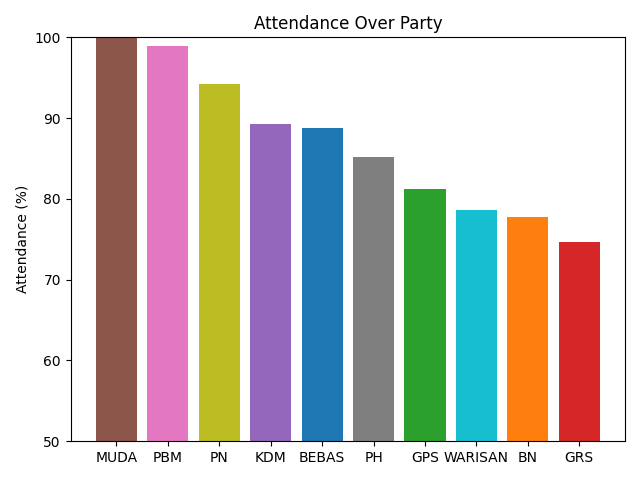 Attendance Over Party
Attendance (%)
100
90
80
70
60
50
MUDA PBM PN KDM BEBAS PH GPS WARISAN BN GRS